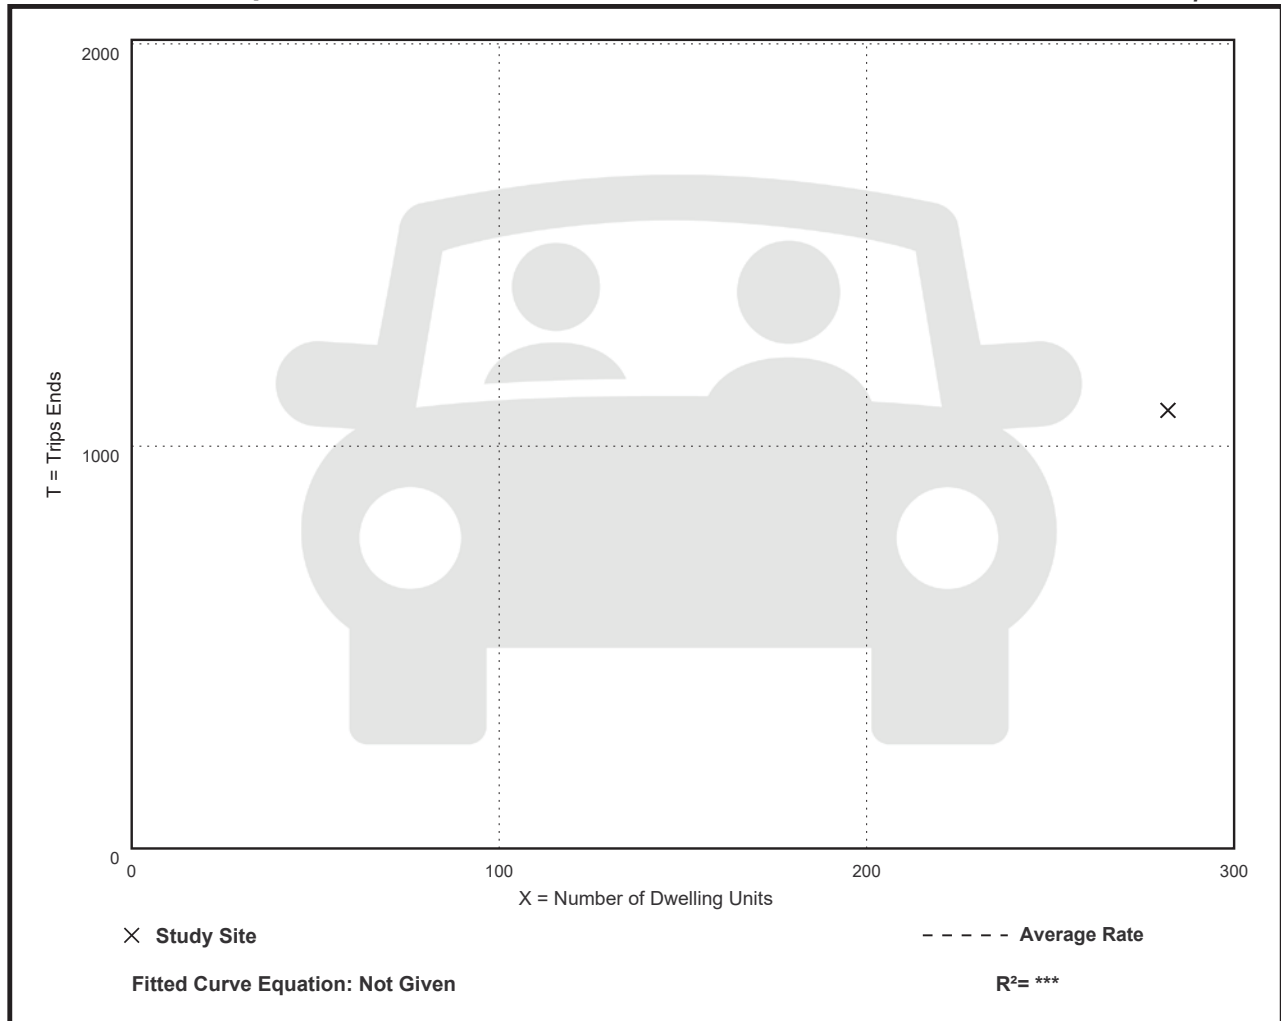 2000
1000
0
T = Trips Ends
0 100 200 300
X = Number of Dwelling Units
Study Site
Average Rate
Fitted Curve Equation: Not Given
R²= ***